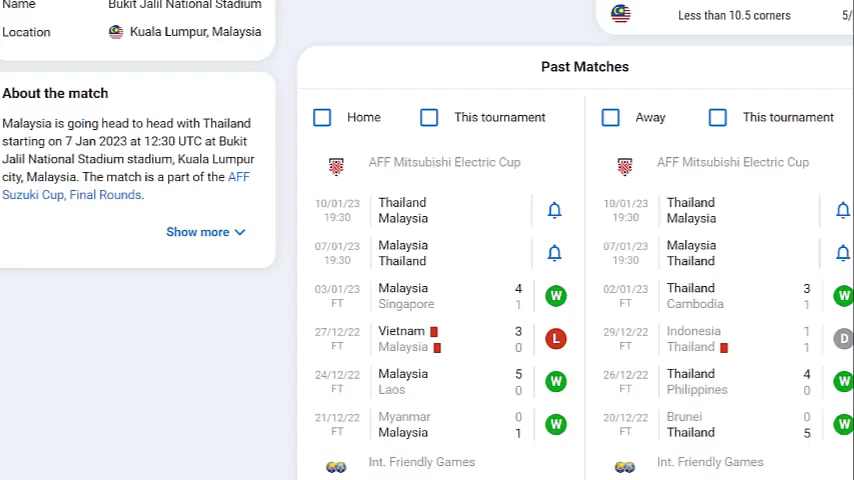 Name Bukit Jalil National Stadium
Location Kuala Lumpur, Malaysia
Less than 10.5 corners 5/
About the match
Malaysia is going head to head with Thailand
starting on 7 Jan 2023 at 12:30 UTC at Bukit
Jalil National Stadium stadium, Kuala Lumpur
city, Malaysia. The match is a part of the AFF
Suzuki Cup, Final Rounds.
Show more
Past Matches
Home This tournament
AFF Mitsubishi Electric Cup
10/01/23 Thailand
19:30 Malaysia
07/01/23 Malaysia
19:30 Thailand
03/01/23 Malaysia 4
FT Singapore 1
W
27/12/22 Vietnam 3
FT Malaysia 0
L
24/12/22 Malaysia 5
FT Laos 0
W
21/12/22 Myanmar 0
FT Malaysia 1
W
Int. Friendly Games
Away This tournament
AFF Mitsubishi Electric Cup
10/01/23 Thailand
19:30 Malaysia
07/01/23 Malaysia
19:30 Thailand
02/01/23 Thailand 3
FT Cambodia 1
W
29/12/22 Indonesia 1
FT Thailand 1
D
26/12/22 Thailand 4
FT Philippines 0
W
20/12/22 Brunei 0
FT Thailand 5
W
Int. Friendly Games